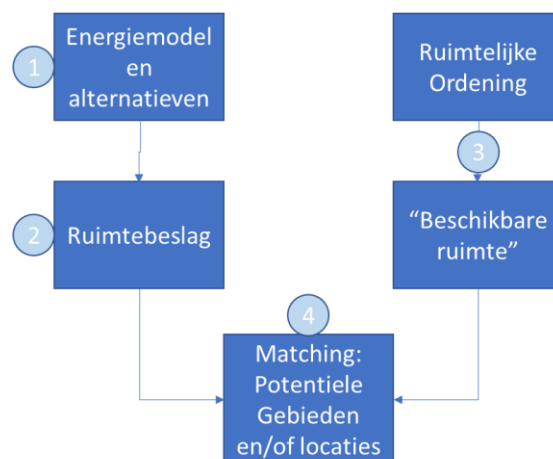 1
Energiemodel
en
alternatieven
Ruimtelijke
Ordening
3
2
Ruimtebeslag
“Beschikbare
ruimte”
4
Matching:
Potentiele
Gebieden
en/of locaties